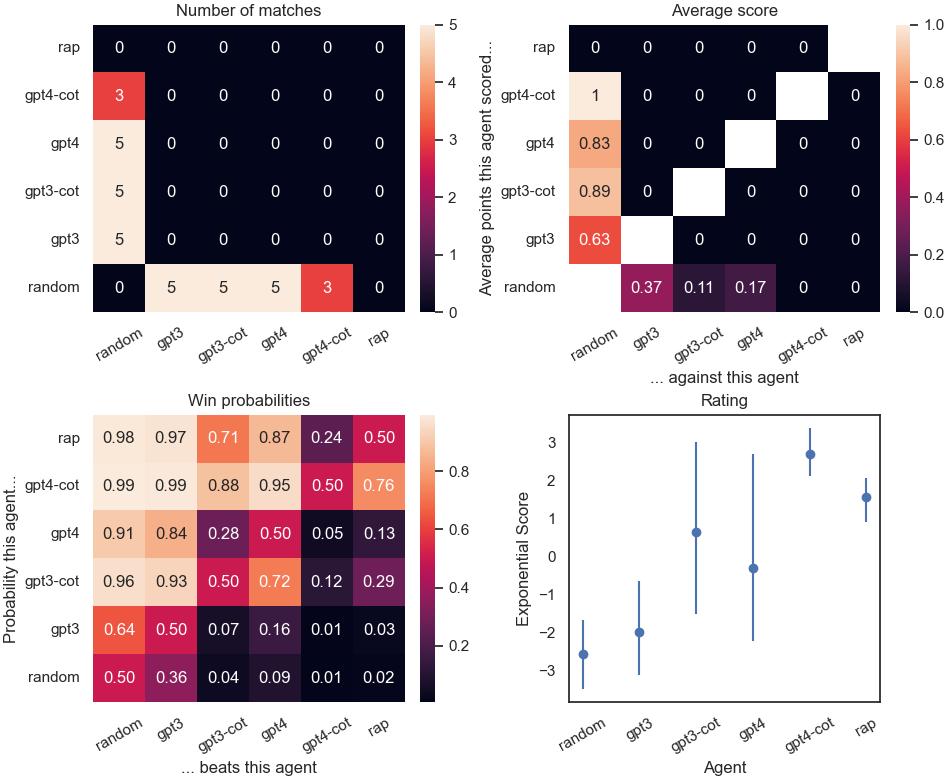 Number of matches
rap 0 0 0 0 0 0
gpt4-cot 3 0 0 0 0 0
gpt4 5 0 0 0 0 0
gpt3-cot 5 0 0 0 0 0
gpt3 5 0 0 0 0 0
random 0 5 5 5 3 0
random gpt3 gpt3-cot gpt4 gpt4-cot rap
5
4
3
2
1
0
Average score
Average points this agent scored...
rap 0 0 0 0 0
gpt4-cot 1 0 0 0 0
gpt4 0.83 0 0 0 0
gpt3-cot 0.89 0 0 0 0
gpt3 0.63 0 0 0 0
random 0.37 0.11 0.17 0 0
random gpt3 gpt3-cot gpt4 gpt4-cot rap
... against this agent
1.0
0.8
0.6
0.4
0.2
0.0
Win probabilities
Probability this agent...
rap 0.98 0.97 0.71 0.87 0.24 0.50
gpt4-cot 0.99 0.99 0.88 0.95 0.50 0.76
gpt4 0.91 0.84 0.28 0.50 0.05 0.13
gpt3-cot 0.96 0.93 0.50 0.72 0.12 0.29
gpt3 0.64 0.50 0.07 0.16 0.01 0.03
random 0.50 0.36 0.04 0.09 0.01 0.02
random gpt3 gpt3-cot gpt4 gpt4-cot rap
... beats this agent
0.8
0.6
0.4
0.2
Rating
Exponential Score
3
2
1
0
−1
−2
−3
random gpt3 gpt3-cot gpt4 gpt4-cot rap
Agent